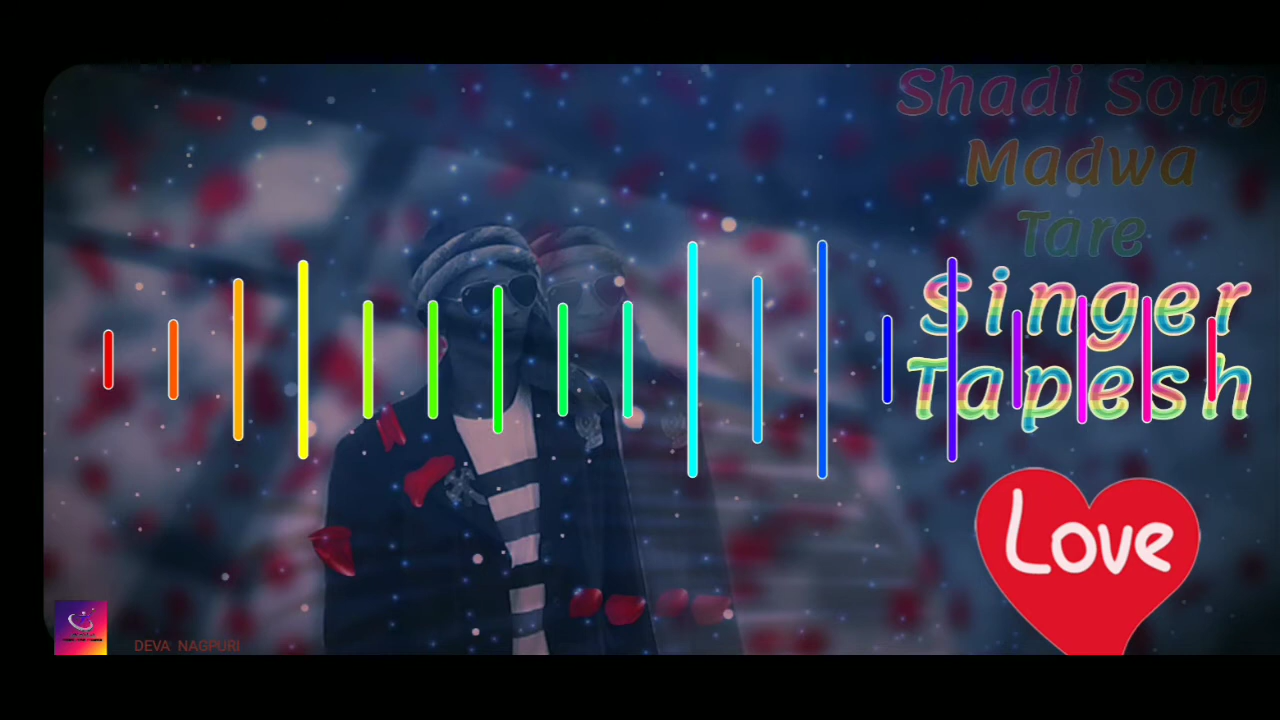 Shadi Song
Madwa
Tare
Singer
Tapesh
Love
DEVA NAGPURI